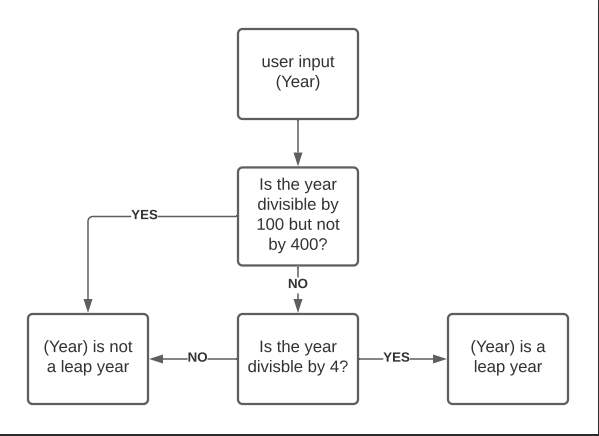 user input
(Year)
Is the year
divisible by
100 but not
by 400?
YES
NO
(Year) is not
a leap year
NO
Is the year
divisble by 4?
YES
(Year) is a
leap year